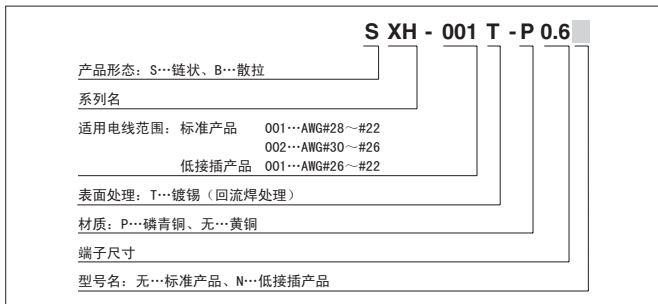 S XH - 001 T - P 0.6
产品形态：S…链状、B…散拉
系列名
适用电线范围：标准产品 001…AWG#28～#22
002…AWG#30～#26
低接插产品 001…AWG#26～#22
表面处理：T…镀锡（回流焊处理）
材质：P…磷青铜、无…黄铜
端子尺寸
型号名：无…标准产品、N…低接插产品